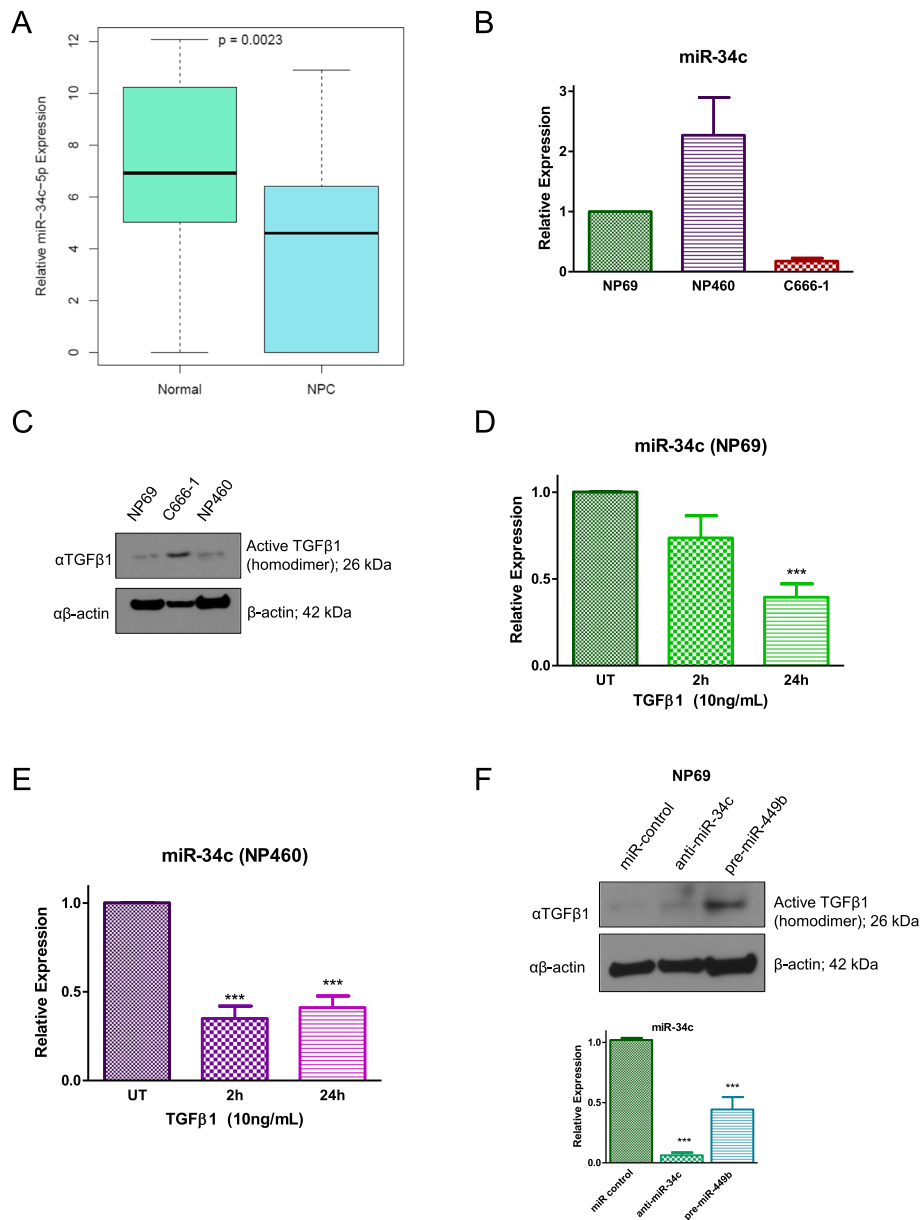 A
p = 0.0023
12
10
8
6
4
2
0
Relative miR−34c−5p Expression
Normal
NPC
B
miR-34c
3
2
1
0
Relative Expression
NP69
NP460
C666-1
C
NP69
C666-1
NP460
αTGFβ1
Active TGFβ1
(homodimer); 26 kDa
αβ-actin
β-actin; 42 kDa
D
miR-34c (NP69)
1.0
0.5
0.0
Relative Expression
***
UT
2h
24h
TGFβ1 (10ng/mL)
E
miR-34c (NP460)
1.0
0.5
0.0
Relative Expression
***
***
UT
2h
24h
TGFβ1 (10ng/mL)
F
NP69
miR-control
anti-miR-34c
pre-miR-449b
αTGFβ1
Active TGFβ1
(homodimer); 26 kDa
αβ-actin
β-actin; 42 kDa
miR-34c
1.0
0.5
0.0
Relative Expression
***
***
miR control
anti-miR-34c
pre-miR-449b